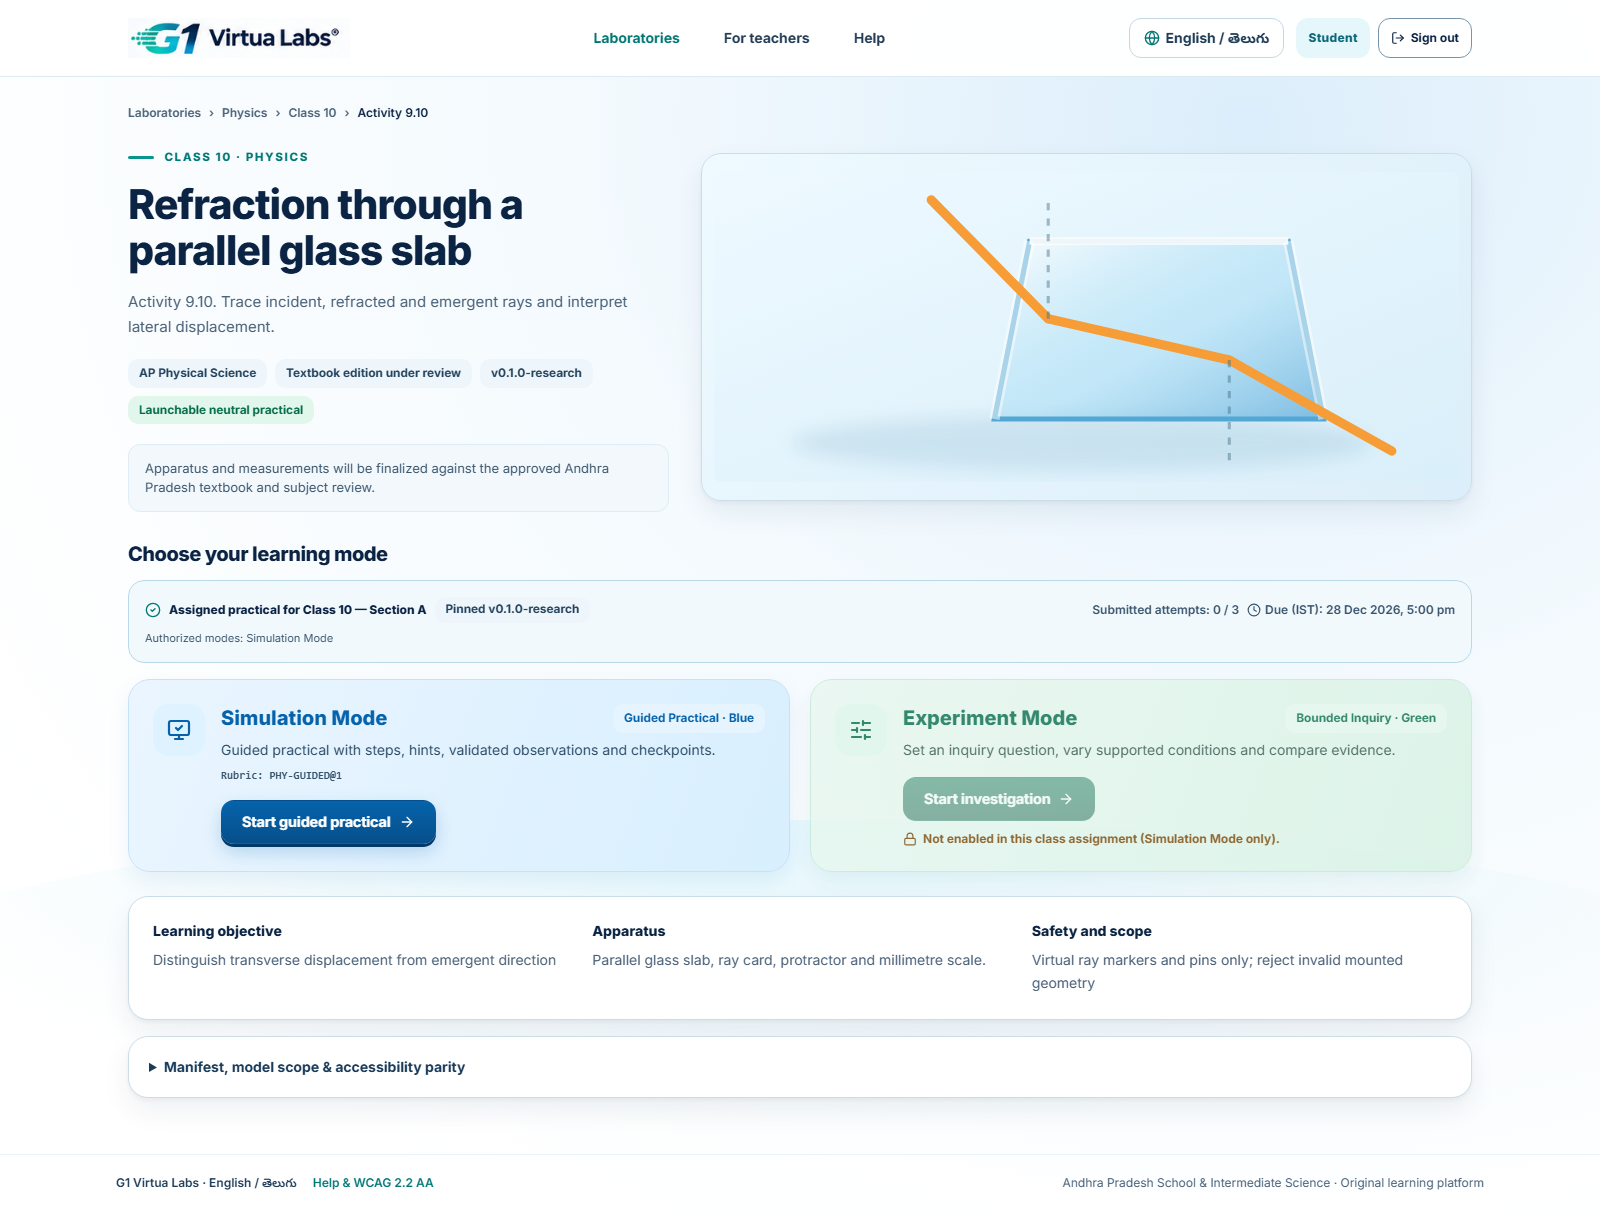 G1 Virtua Labs®
Laboratories
For teachers
Help
English / తెలుగు
Student
Sign out
Laboratories › Physics › Class 10 › Activity 9.10
CLASS 10 · PHYSICS
Refraction through a
parallel glass slab
Activity 9.10. Trace incident, refracted and emergent rays and interpret
lateral displacement.
AP Physical Science
Textbook edition under review
v0.1.0-research
Launchable neutral practical
Apparatus and measurements will be finalized against the approved Andhra
Pradesh textbook and subject review.
Choose your learning mode
Assigned practical for Class 10 — Section A
Pinned v0.1.0-research
Submitted attempts: 0 / 3
Due (IST): 28 Dec 2026, 5:00 pm
Authorized modes: Simulation Mode
Simulation Mode
Guided Practical · Blue
Guided practical with steps, hints, validated observations and checkpoints.
Rubric: PHY-GUIDED@1
Start guided practical →
Experiment Mode
Bounded Inquiry · Green
Set an inquiry question, vary supported conditions and compare evidence.
Start investigation →
Not enabled in this class assignment (Simulation Mode only).
Learning objective
Distinguish transverse displacement from emergent direction
Apparatus
Parallel glass slab, ray card, protractor and millimetre scale.
Safety and scope
Virtual ray markers and pins only; reject invalid mounted
geometry
Manifest, model scope & accessibility parity
G1 Virtua Labs · English / తెలుగు
Help & WCAG 2.2 AA
Andhra Pradesh School & Intermediate Science · Original learning platform